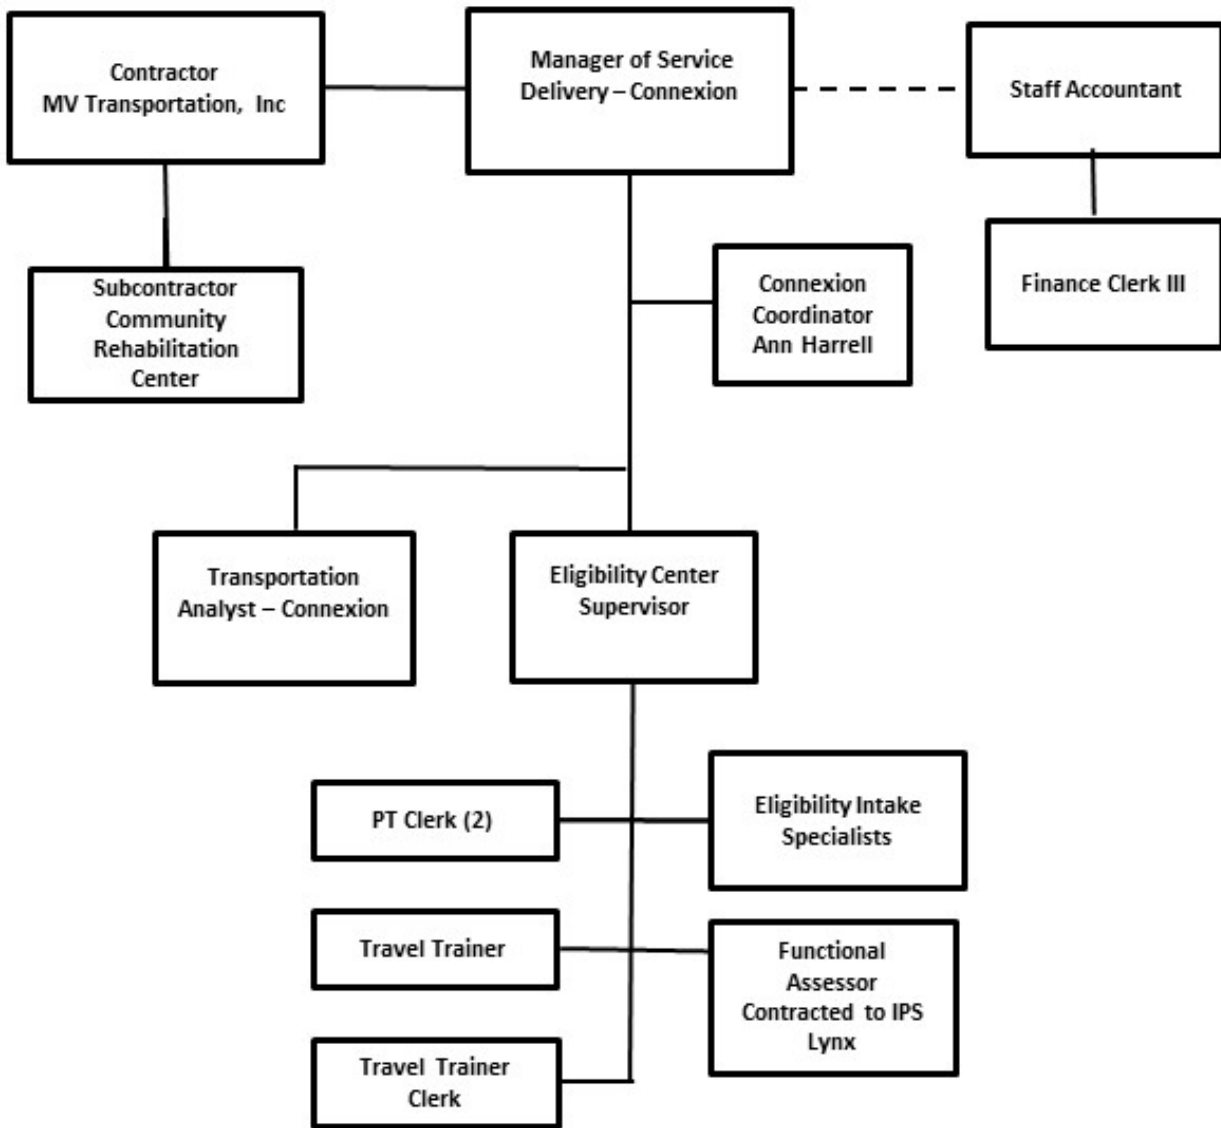 Contractor
MV Transportation, Inc
Manager of Service
Delivery – Connexion
Staff Accountant
Subcontractor
Community
Rehabilitation
Center
Connexion
Coordinator
Ann Harrell
Finance Clerk III
Transportation
Analyst – Connexion
Eligibility Center
Supervisor
PT Clerk (2)
Eligibility Intake
Specialists
Travel Trainer
Functional
Assessor
Contracted to IPS
Lynx
Travel Trainer
Clerk